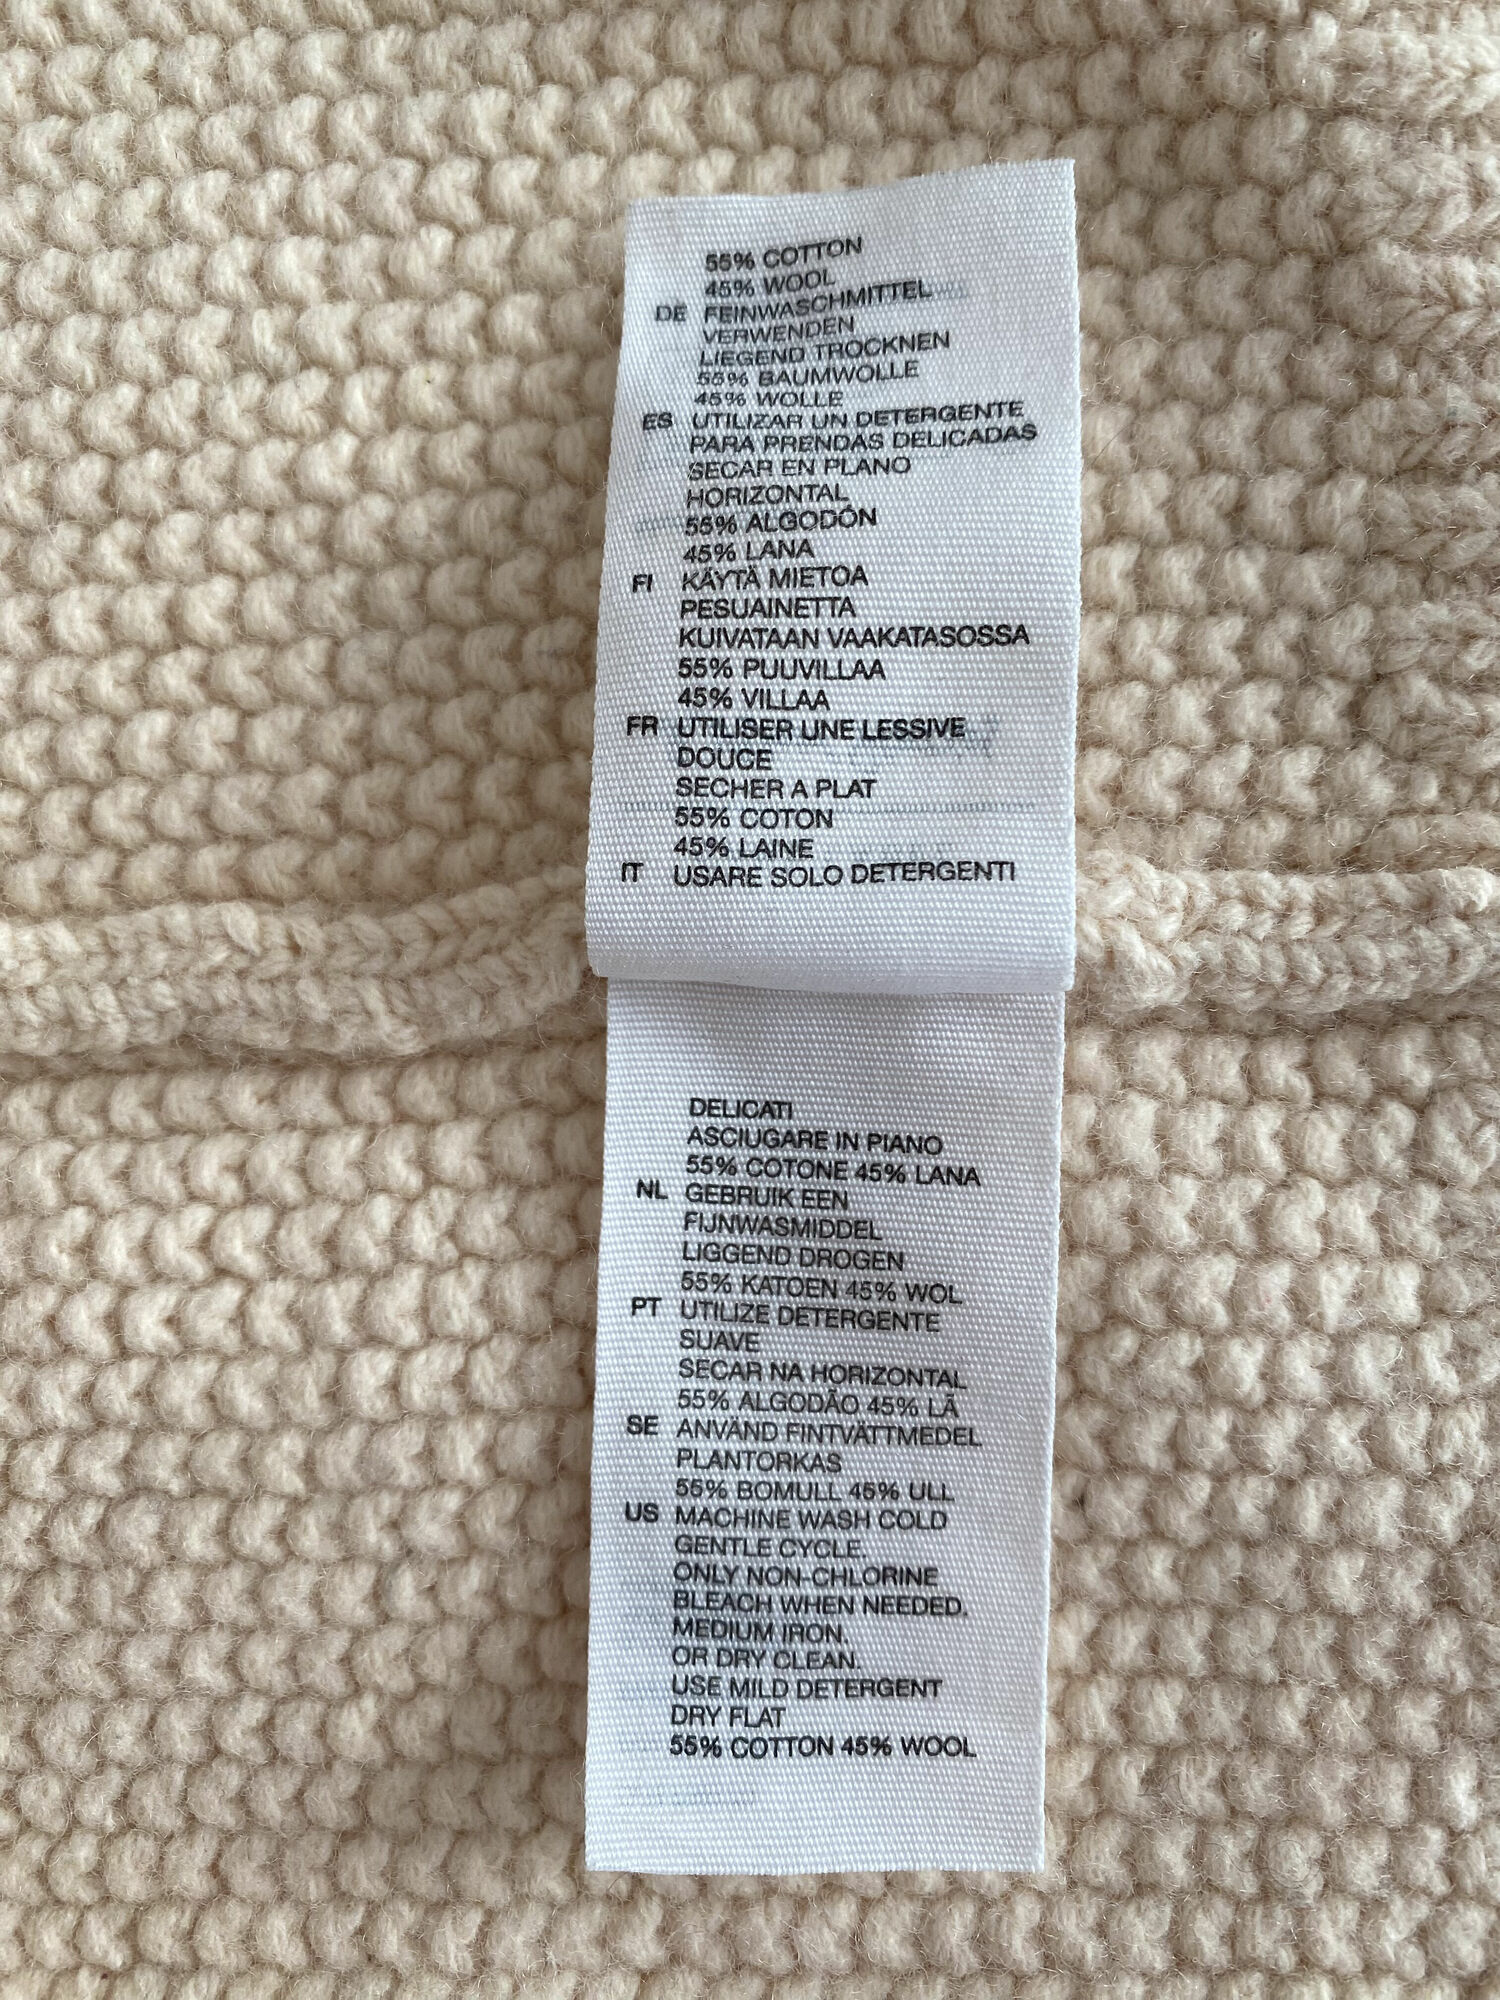 55% COTTON
45% WOOL
DE FEINWASCHMITTEL
VERWENDEN
LIEGEND TROCKNEN
55% BAUMWOLLE
45% WOLLE
ES UTILIZAR UN DETERGENTE
PARA PRENDAS DELICADAS
SECAR EN PLANO
HORIZONTAL
55% ALGODÓN
45% LANA
FI KÄYTÄ MIETOA
PESUAINETTA
KUIVATAAN VAAKATASOSSA
55% PUUVILLAA
45% VILLAA
FR UTILISER UNE LESSIVE
DOUCE
SECHER A PLAT
55% COTON
45% LAINE
IT USARE SOLO DETERGENTI
DELICATI
ASCIUGARE IN PIANO
55% COTONE 45% LANA
NL GEBRUIK EEN
FIJNWASMIDDEL
LIGGEND DROGEN
55% KATOEN 45% WOL
PT UTILIZE DETERGENTE
SUAVE
SECAR NA HORIZONTAL
55% ALGODÃO 45% LÃ
SE ANVÄND FINTVÄTTMEDEL
PLANTORKAS
55% BOMULL 45% ULL
US MACHINE WASH COLD
GENTLE CYCLE.
ONLY NON-CHLORINE
BLEACH WHEN NEEDED.
MEDIUM IRON.
OR DRY CLEAN.
USE MILD DETERGENT
DRY FLAT
55% COTTON 45% WOOL